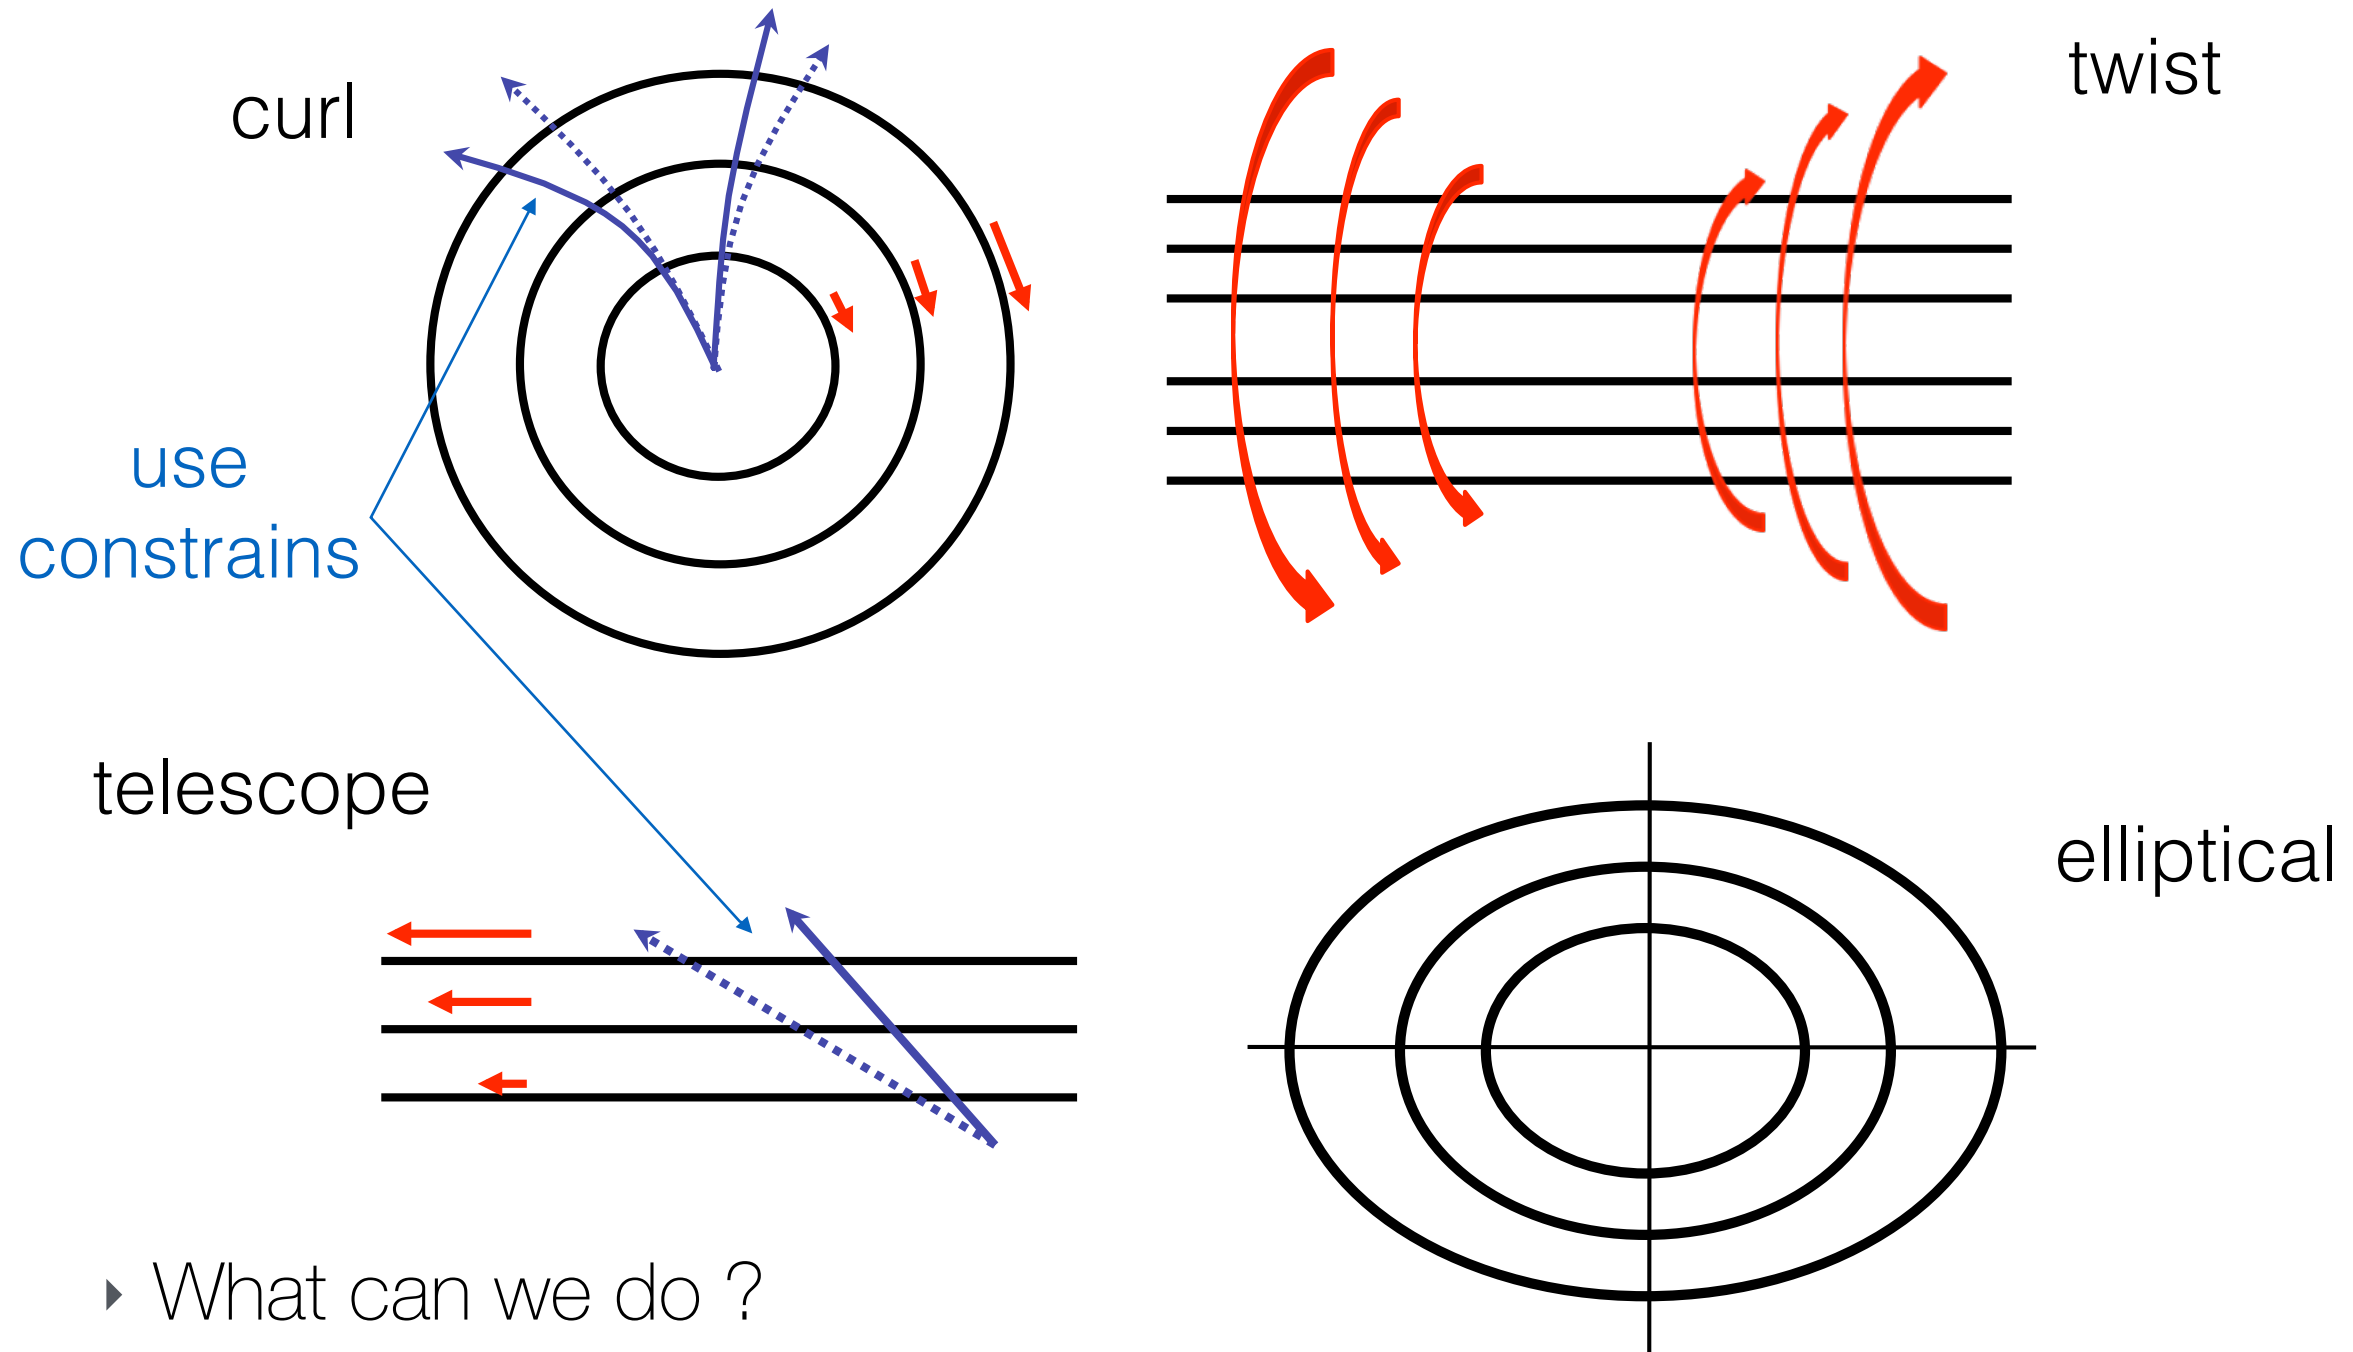 curl
twist
use
constrains
telescope
elliptical
What can we do ?